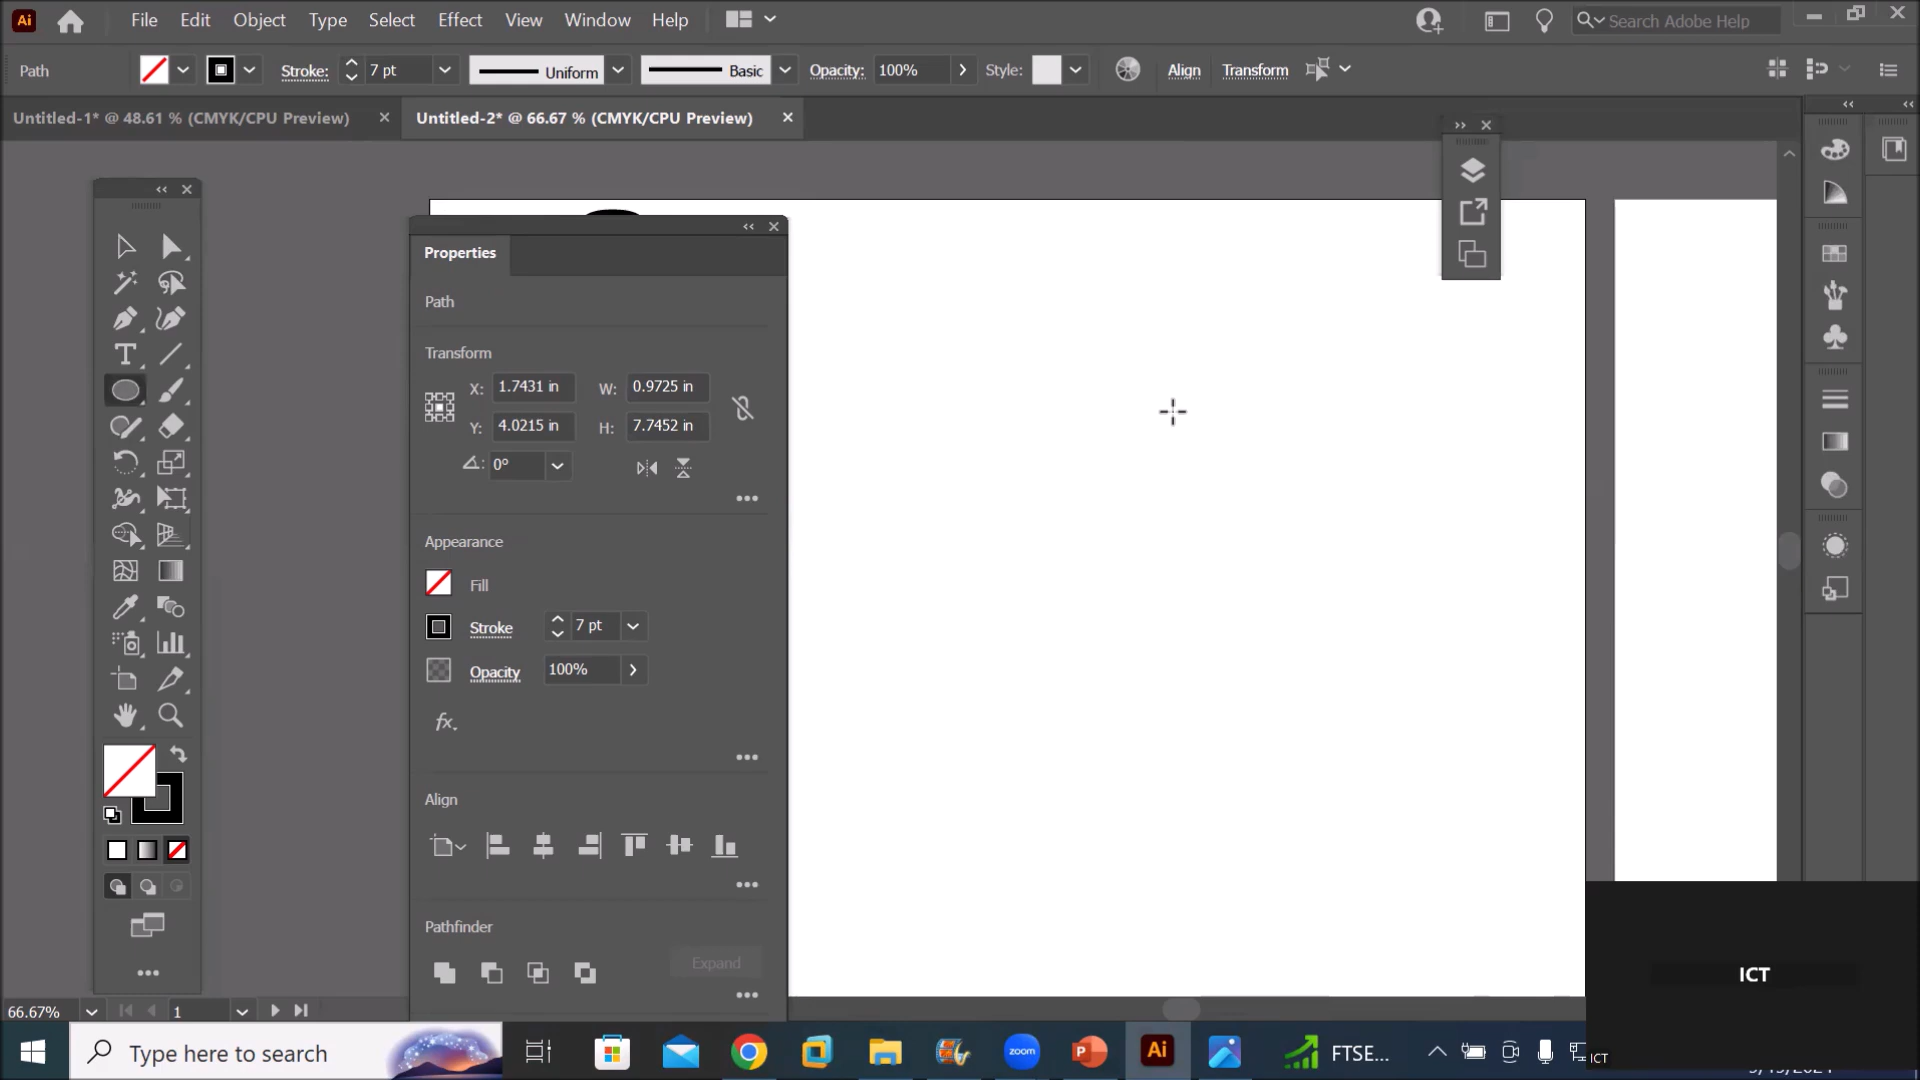 Ai File Edit Object Type Select Effect View Window Help Search Adobe Help
Path Stroke: 7 pt Uniform Basic Opacity: 100% Style: Align Transform
Untitled-1* @ 48.61 % (CMYK/CPU Preview) Untitled-2* @ 66.67 % (CMYK/CPU Preview)
Properties
Path
Transform
X: 1.7431 in W: 0.9725 in
Y: 4.0215 in H: 7.7452 in
0°
Appearance
Fill
Stroke 7 pt
Opacity 100%
fx.
Align
Pathfinder
Expand
ICT
66.67% 1
Type here to search zoom P Ai FTSE... ICT